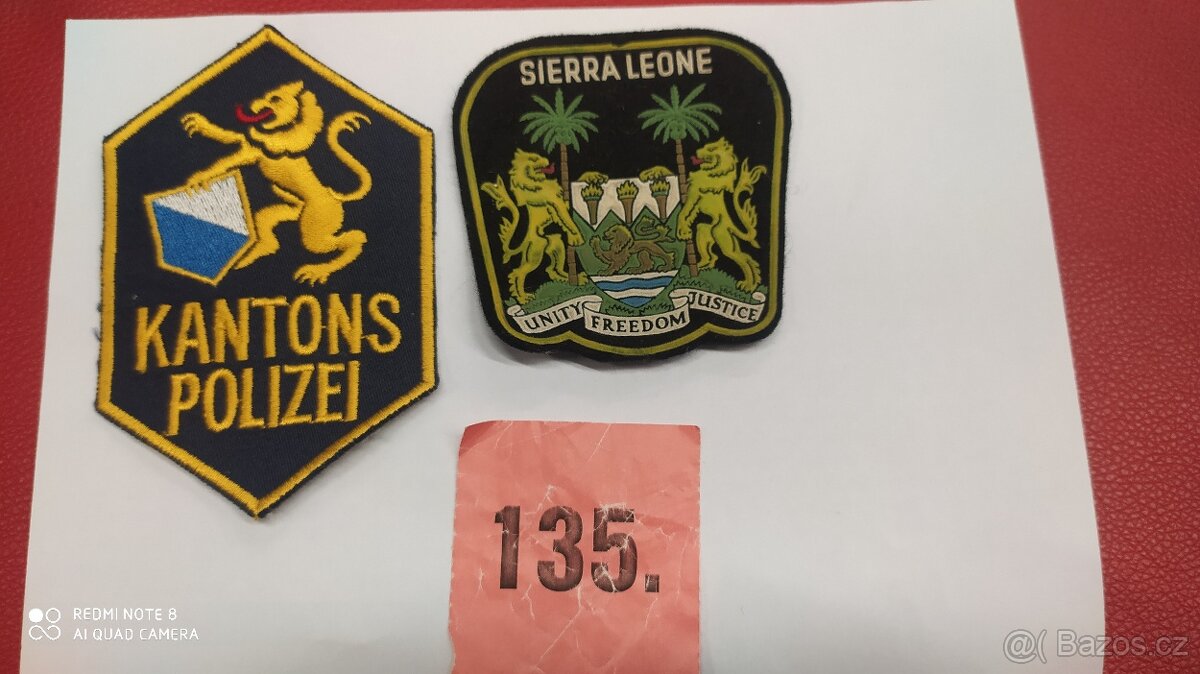 KANTONS
POLIZEI
SIERRA LEONE
UNITY FREEDOM JUSTICE
135.
REDMI NOTE 8
AI QUAD CAMERA
@( Bazos.cz